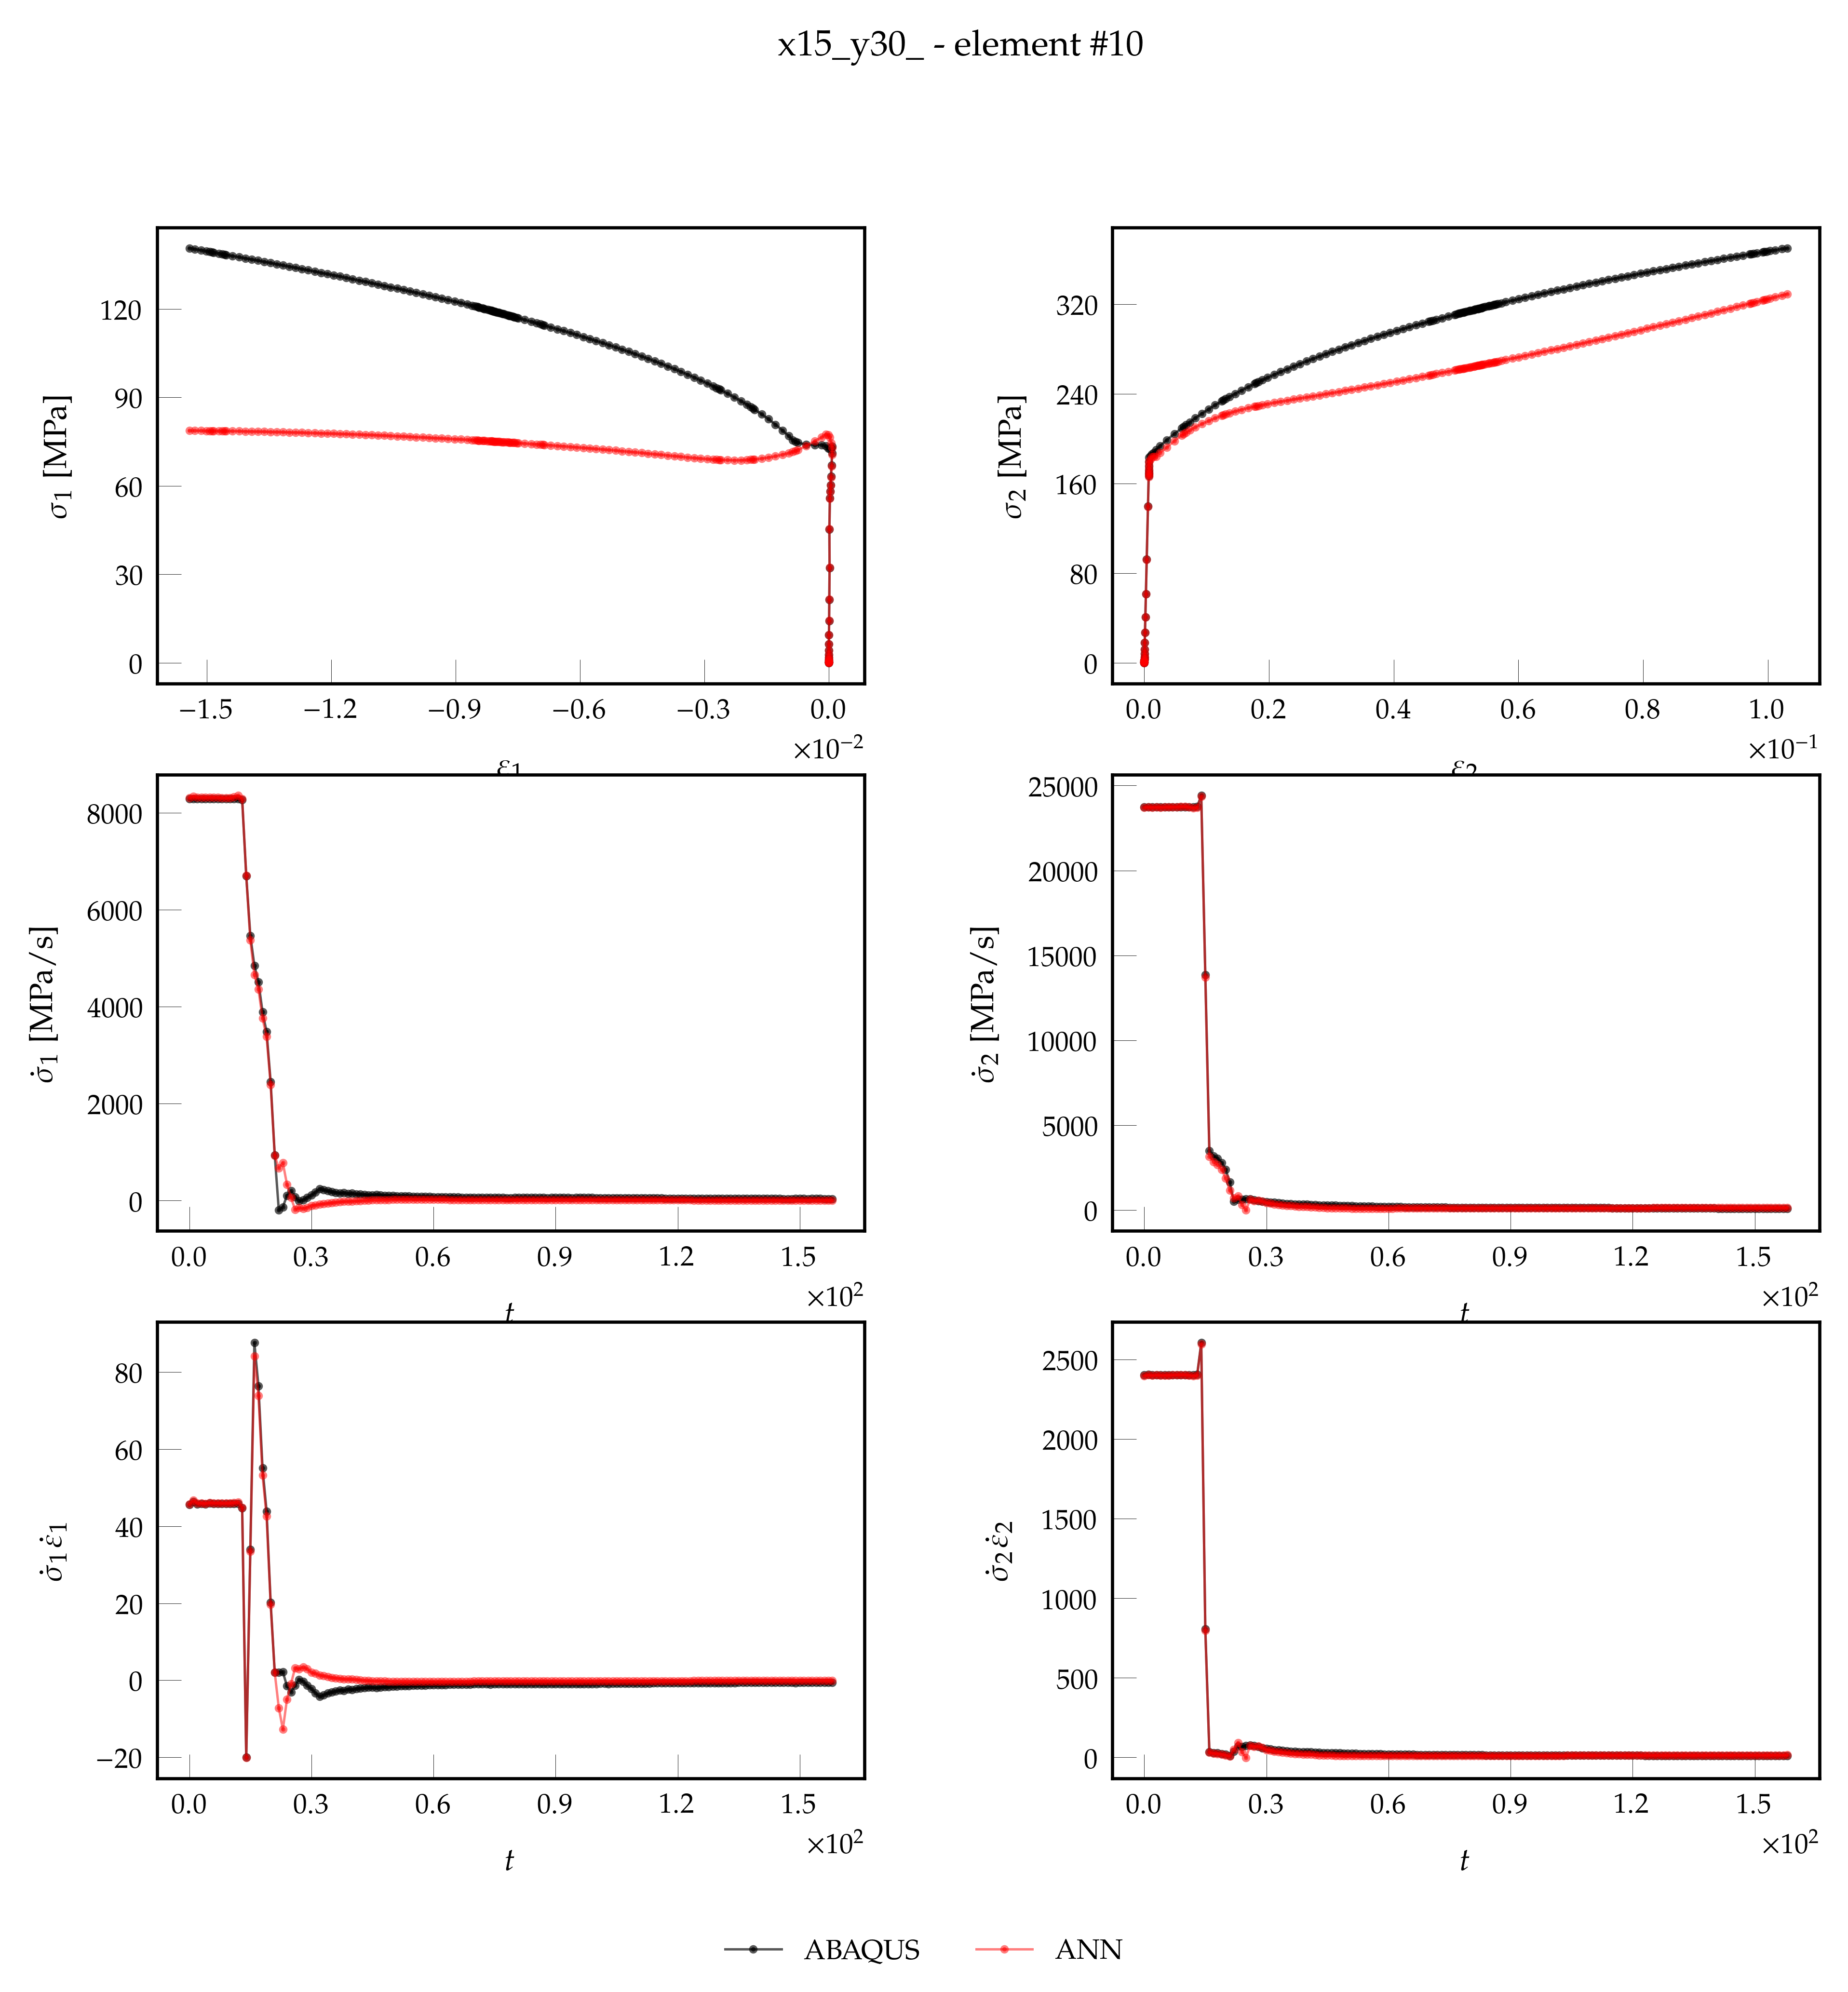 x15_y30_ - element #10
σ₁ [MPa]
120
90
60
30
0
−1.5 −1.2 −0.9 −0.6 −0.3 0.0
×10⁻²
ε₁
σ₂ [MPa]
320
240
160
80
0
0.0 0.2 0.4 0.6 0.8 1.0
×10⁻¹
ε₂
σ̇₁ [MPa/s]
8000
6000
4000
2000
0
0.0 0.3 0.6 0.9 1.2 1.5
×10²
t
σ̇₂ [MPa/s]
25000
20000
15000
10000
5000
0
0.0 0.3 0.6 0.9 1.2 1.5
×10²
t
σ̇₁ε̇₁
80
60
40
20
0
−20
0.0 0.3 0.6 0.9 1.2 1.5
×10²
t
σ̇₂ε̇₂
2500
2000
1500
1000
500
0
0.0 0.3 0.6 0.9 1.2 1.5
×10²
t
ABAQUS ANN